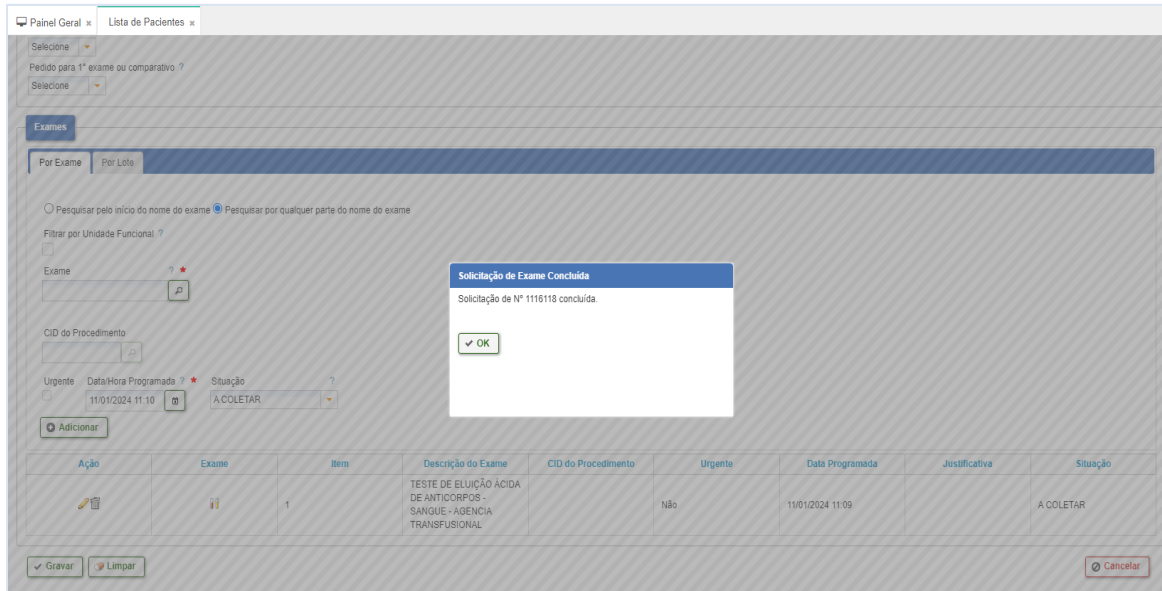 Painel Geral Lista de Pacientes
Selecione
Pedido para 1º exame ou comparativo ?
Selecione
Exames
Por Exame Por Lote
Pesquisar pelo início do nome do exame Pesquisar por qualquer parte do nome do exame
Filtrar por Unidade Funcional ?
Exame ? *
CID do Procedimento
Urgente Data/Hora Programada ? * Situação ?
11/01/2024 11:10 A COLETAR
Adicionar
Solicitação de Exame Concluída
Solicitação de Nº 1116118 concluída.
OK
Ação Exame Item Descrição do Exame CID do Procedimento Urgente Data Programada Justificativa Situação
TESTE DE ELUIÇÃO ÁCIDA
DE ANTICORPOS -
1 SANGUE - AGENCIA Não 11/01/2024 11:09 A COLETAR
TRANSFUSIONAL
Gravar Limpar Cancelar